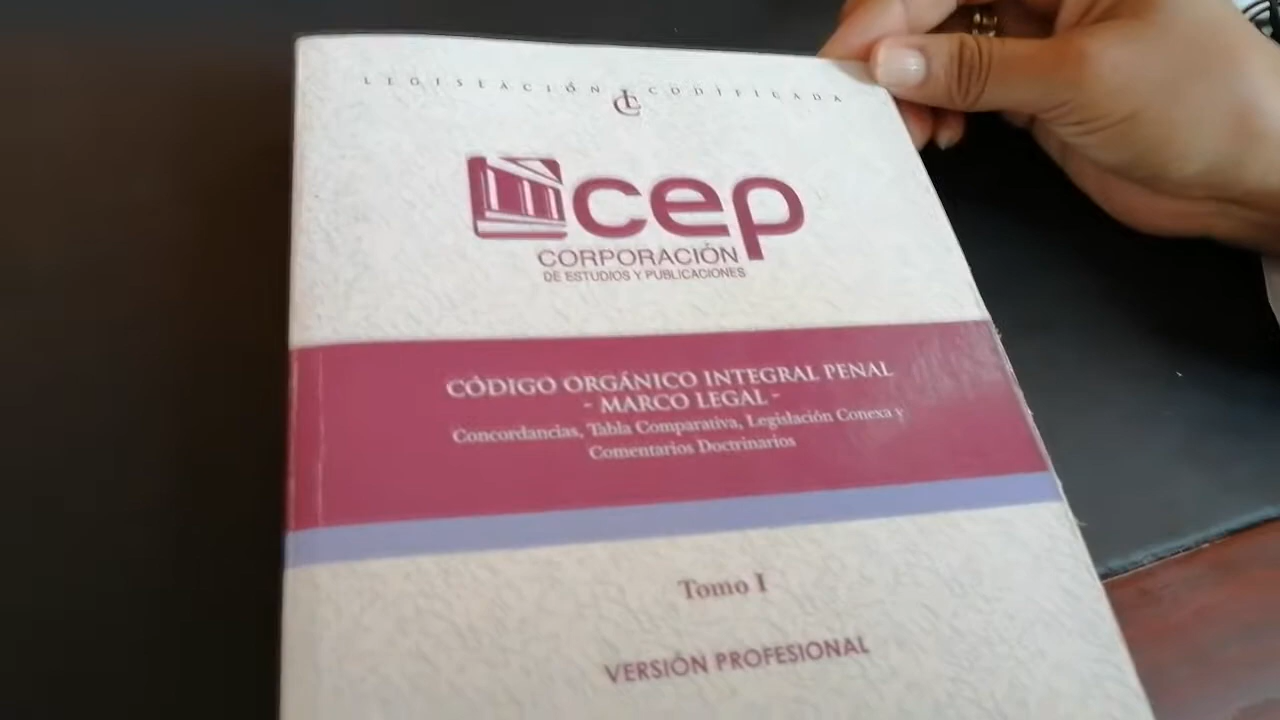 LEGISLACIÓN LC CODIFICADA
cep
CORPORACIÓN
DE ESTUDIOS Y PUBLICACIONES
CÓDIGO ORGÁNICO INTEGRAL PENAL
- MARCO LEGAL -
Concordancias, Tabla Comparativa, Legislación Conexa y
Comentarios Doctrinarios
Tomo I
VERSIÓN PROFESIONAL